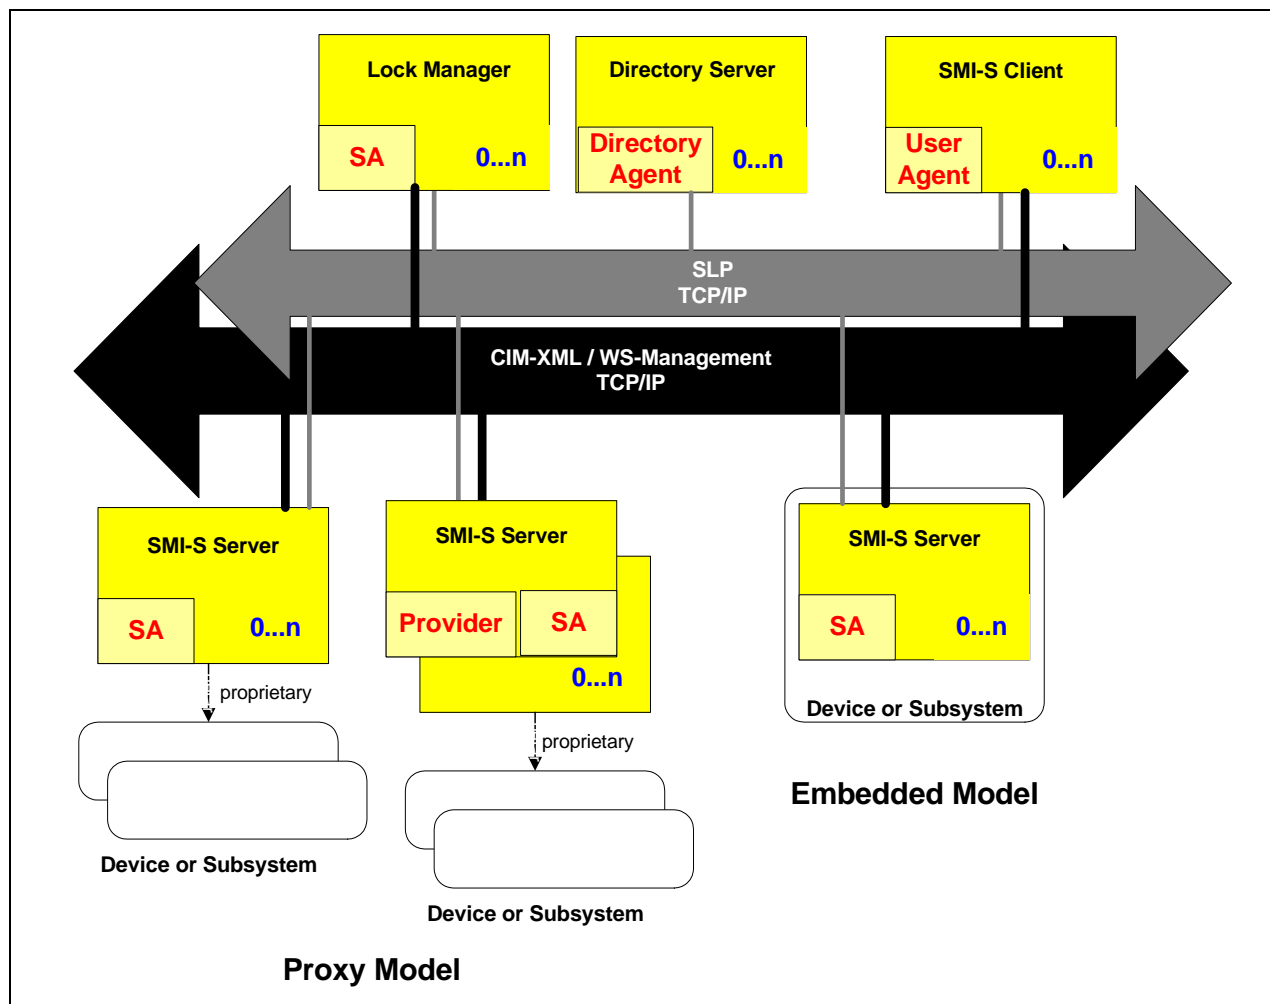 Lock Manager
SA
0...n
Directory Server
Directory
Agent
0...n
SMI-S Client
User
Agent
0...n
SLP
TCP/IP
CIM-XML / WS-Management
TCP/IP
SMI-S Server
SA
0...n
proprietary
Device or Subsystem
SMI-S Server
Provider
SA
0...n
proprietary
Device or Subsystem
Proxy Model
SMI-S Server
SA
0...n
Device or Subsystem
Embedded Model